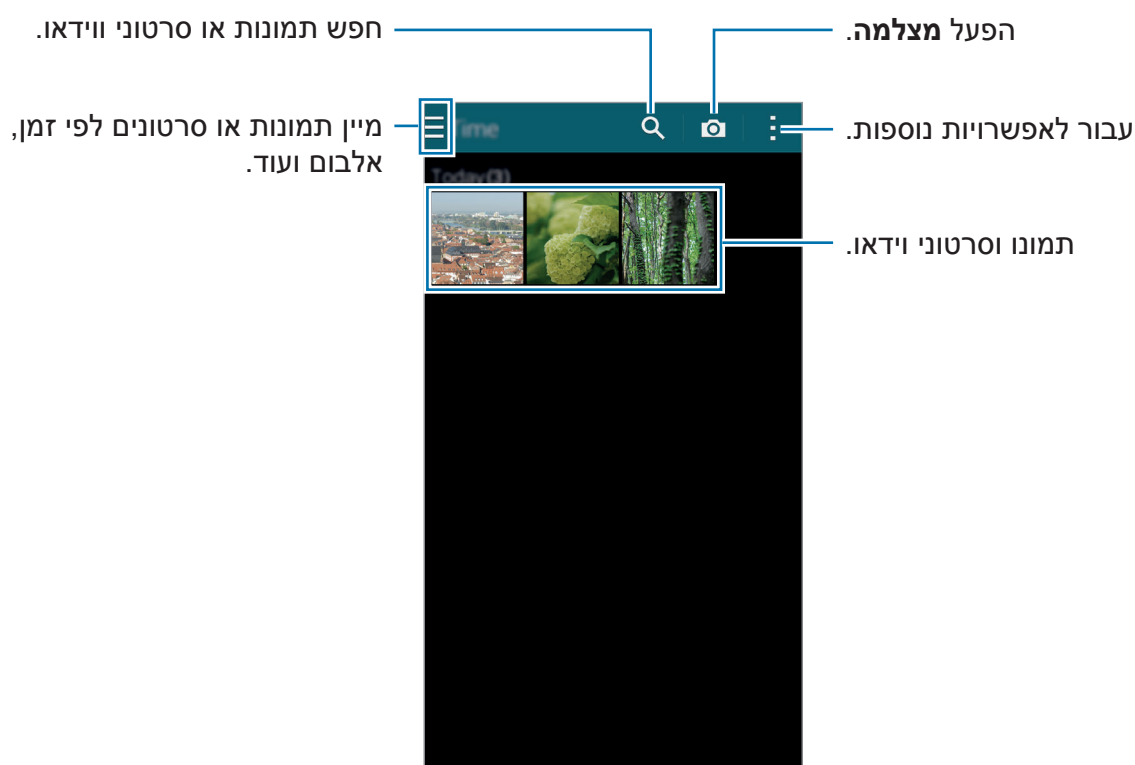 חפש תמונות או סרטוני ווידאו.
הפעל מצלמה.
מיין תמונות או סרטונים לפי זמן,
אלבום ועוד.
עבור לאפשרויות נוספות.
Time
Today(3)
תמונו וסרטוני וידאו.